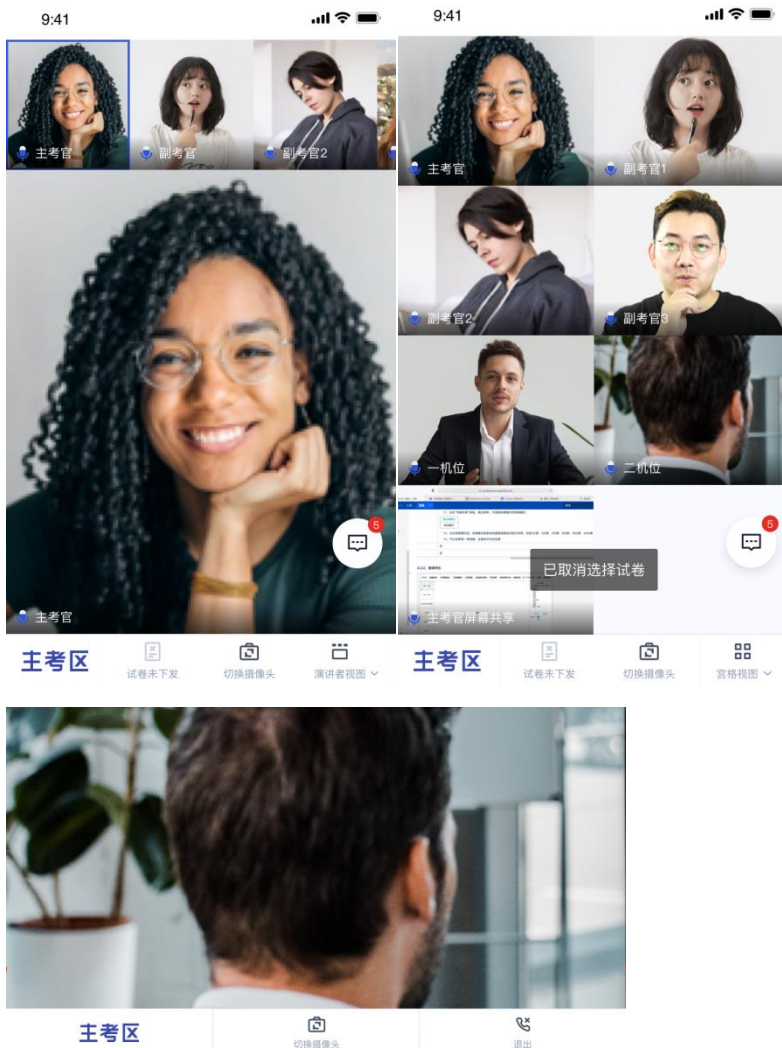 9:41
主考官
副考官
副考官2
主考官
5
主考区
试卷未下发
切换摄像头
演讲者视图
9:41
主考官
副考官1
副考官2
副考官3
一机位
二机位
主考官屏幕共享
已取消选择试卷
5
主考区
试卷未下发
切换摄像头
宫格视图
主考区
切换摄像头
退出